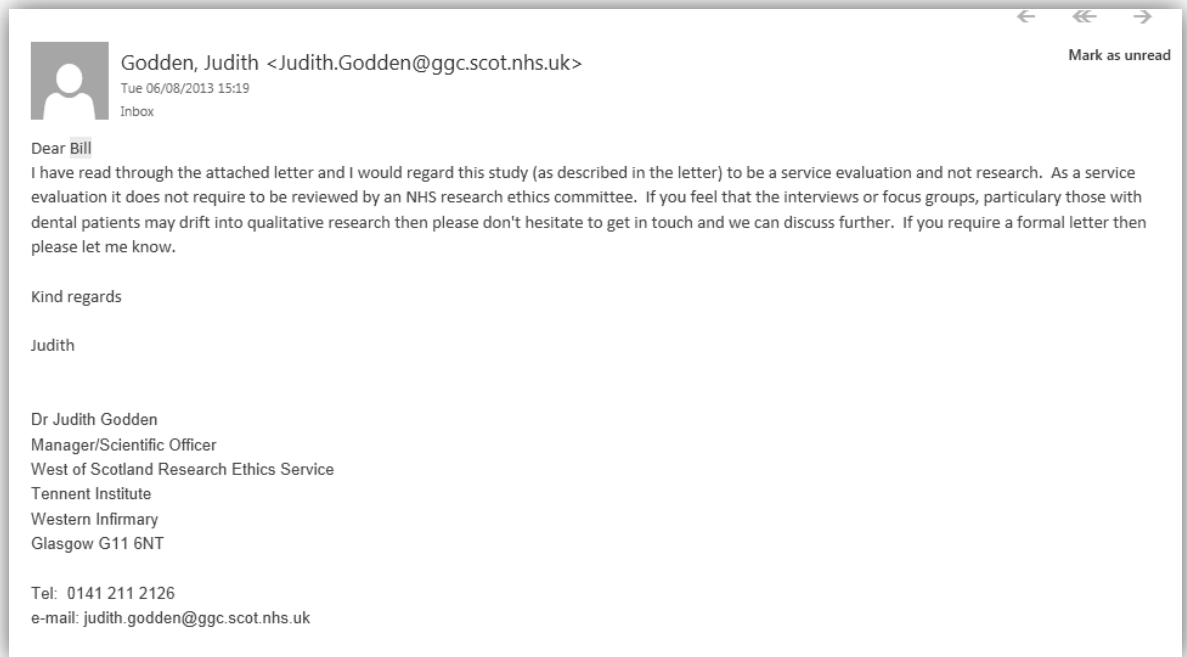 Godden, Judith <Judith.Godden@ggc.scot.nhs.uk>
Mark as unread
Tue 06/08/2013 15:19
Inbox
Dear Bill
I have read through the attached letter and I would regard this study (as described in the letter) to be a service evaluation and not research.  As a service
evaluation it does not require to be reviewed by an NHS research ethics committee.  If you feel that the interviews or focus groups, particulary those with
dental patients may drift into qualitative research then please don't hesitate to get in touch and we can discuss further.  If you require a formal letter then
please let me know.
Kind regards
Judith
Dr Judith Godden
Manager/Scientific Officer
West of Scotland Research Ethics Service
Tennent Institute
Western Infirmary
Glasgow G11 6NT
Tel:  0141 211 2126
e-mail: judith.godden@ggc.scot.nhs.uk